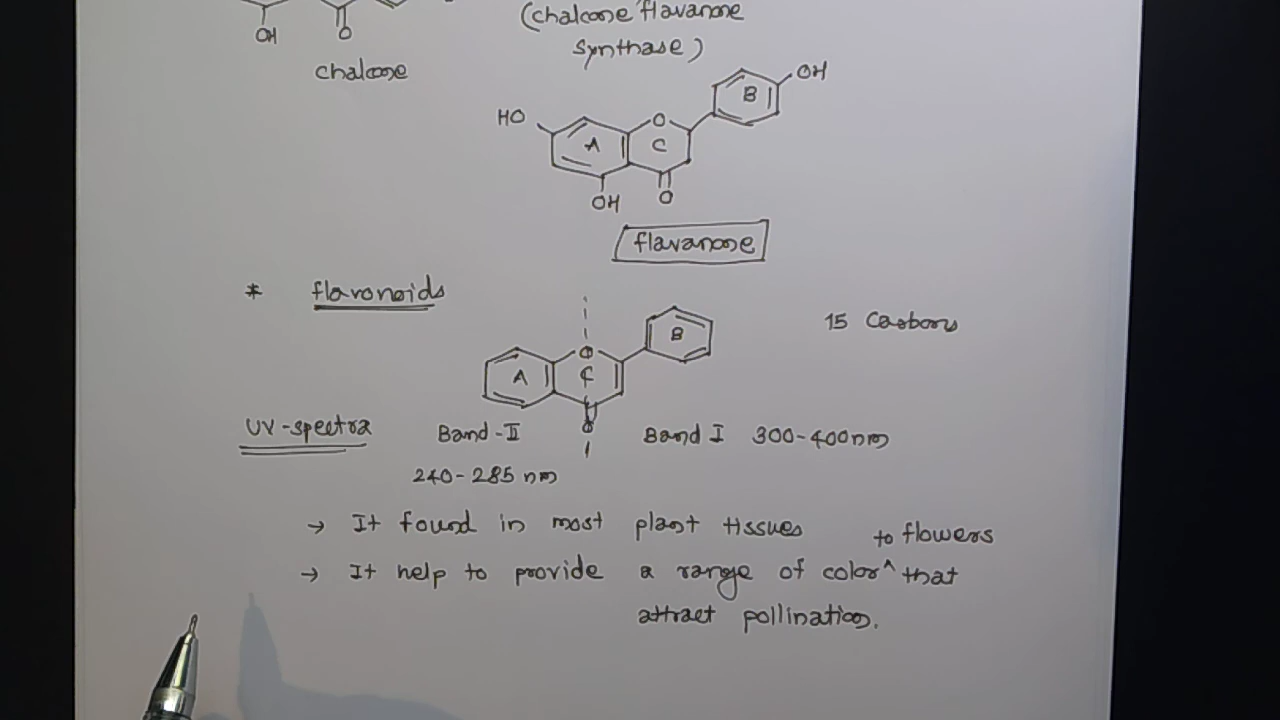 (chalcone flavanone
OH
O
synthase)
chalcone
OH
B
HO
O
A
C
OH
O
flavanone
* flavonoids
15 Carbons
B
O
A
C
O
UV-spectra Band-II Band I 300-400nm
240-285 nm
→ It found in most plant tissues
to flowers
→ It help to provide a range of color ^ that
attract pollination.